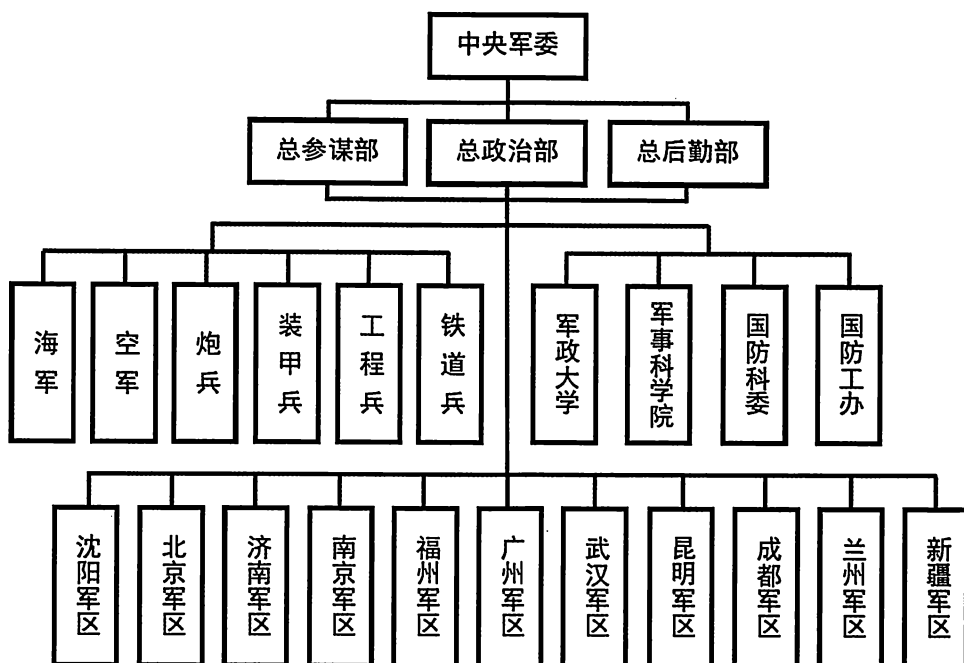 中央军委
总参谋部
总政治部
总后勤部
海军
空军
炮兵
装甲兵
工程兵
铁道兵
军政大学
军事科学院
国防科委
国防工办
沈阳军区
北京军区
济南军区
南京军区
福州军区
广州军区
武汉军区
昆明军区
成都军区
兰州军区
新疆军区